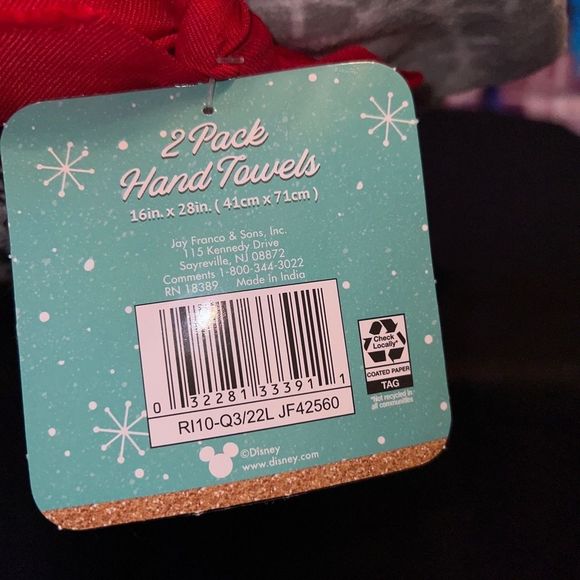 2 Pack
Hand Towels
16in. x 28in. ( 41cm x 71cm )
Jay Franco & Sons, Inc.
115 Kennedy Drive
Sayreville, NJ 08872
Comments 1-800-344-3022
RN 18389 Made in India
0 32281 33391 1
RI10-Q3/22L JF42560
Check
Locally*
COATED PAPER
TAG
*Not recycled in
all communities
©Disney
www.disney.com